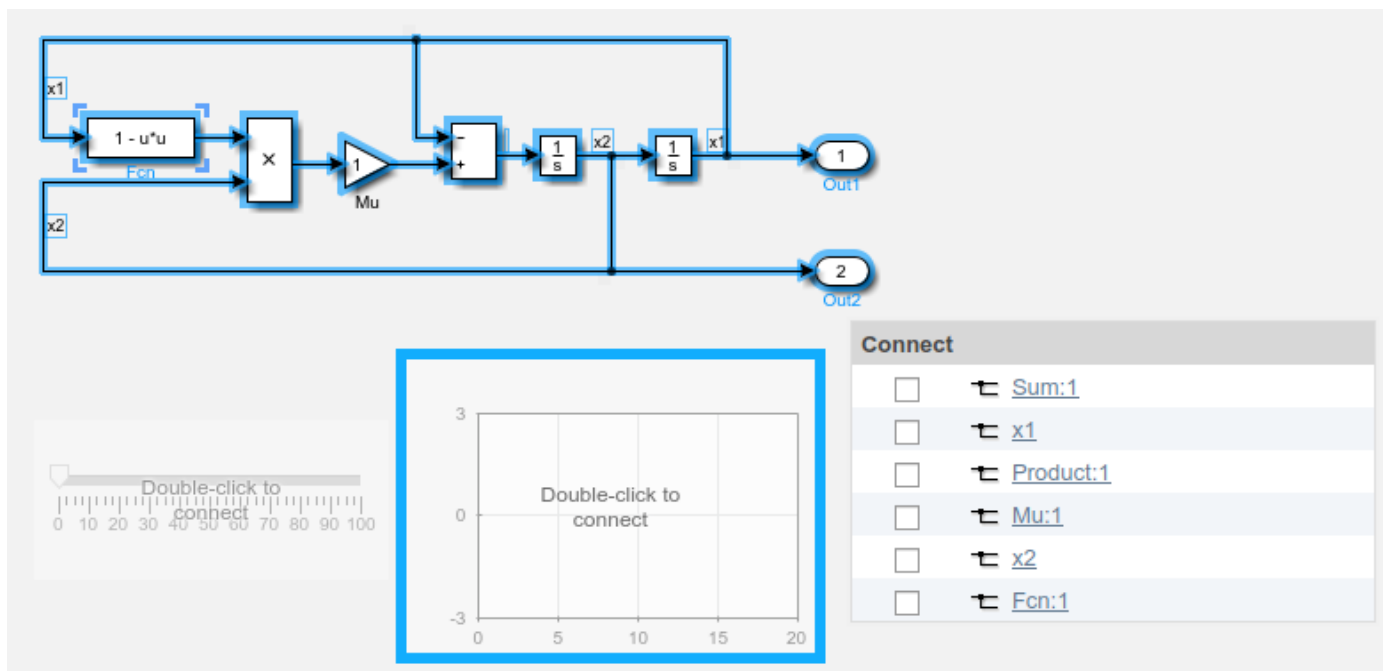 x1
1 - u*u
Fcn
×
1
Mu
−
+
1
s
x2
1
s
x1
1
Out1
x2
2
Out2
Connect
Sum:1
x1
Product:1
Mu:1
x2
Fcn:1
Double-click to
connect
0 10 20 30 40 50 60 70 80 90 100
3
0
-3
Double-click to
connect
0 5 10 15 20